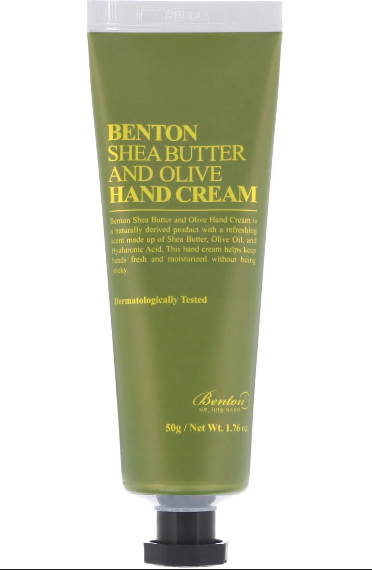 BENTON
SHEA BUTTER
AND OLIVE
HAND CREAM
Benton Shea Butter and Olive Hand Cream is
a naturally derived product with a refreshing
scent made up of Shea Butter, Olive Oil, and
Hyaluronic Acid. This hand cream helps keep
hands fresh and moisturized without being
sticky.
Dermatologically Tested
Benton
50g / Net Wt. 1.76 oz.